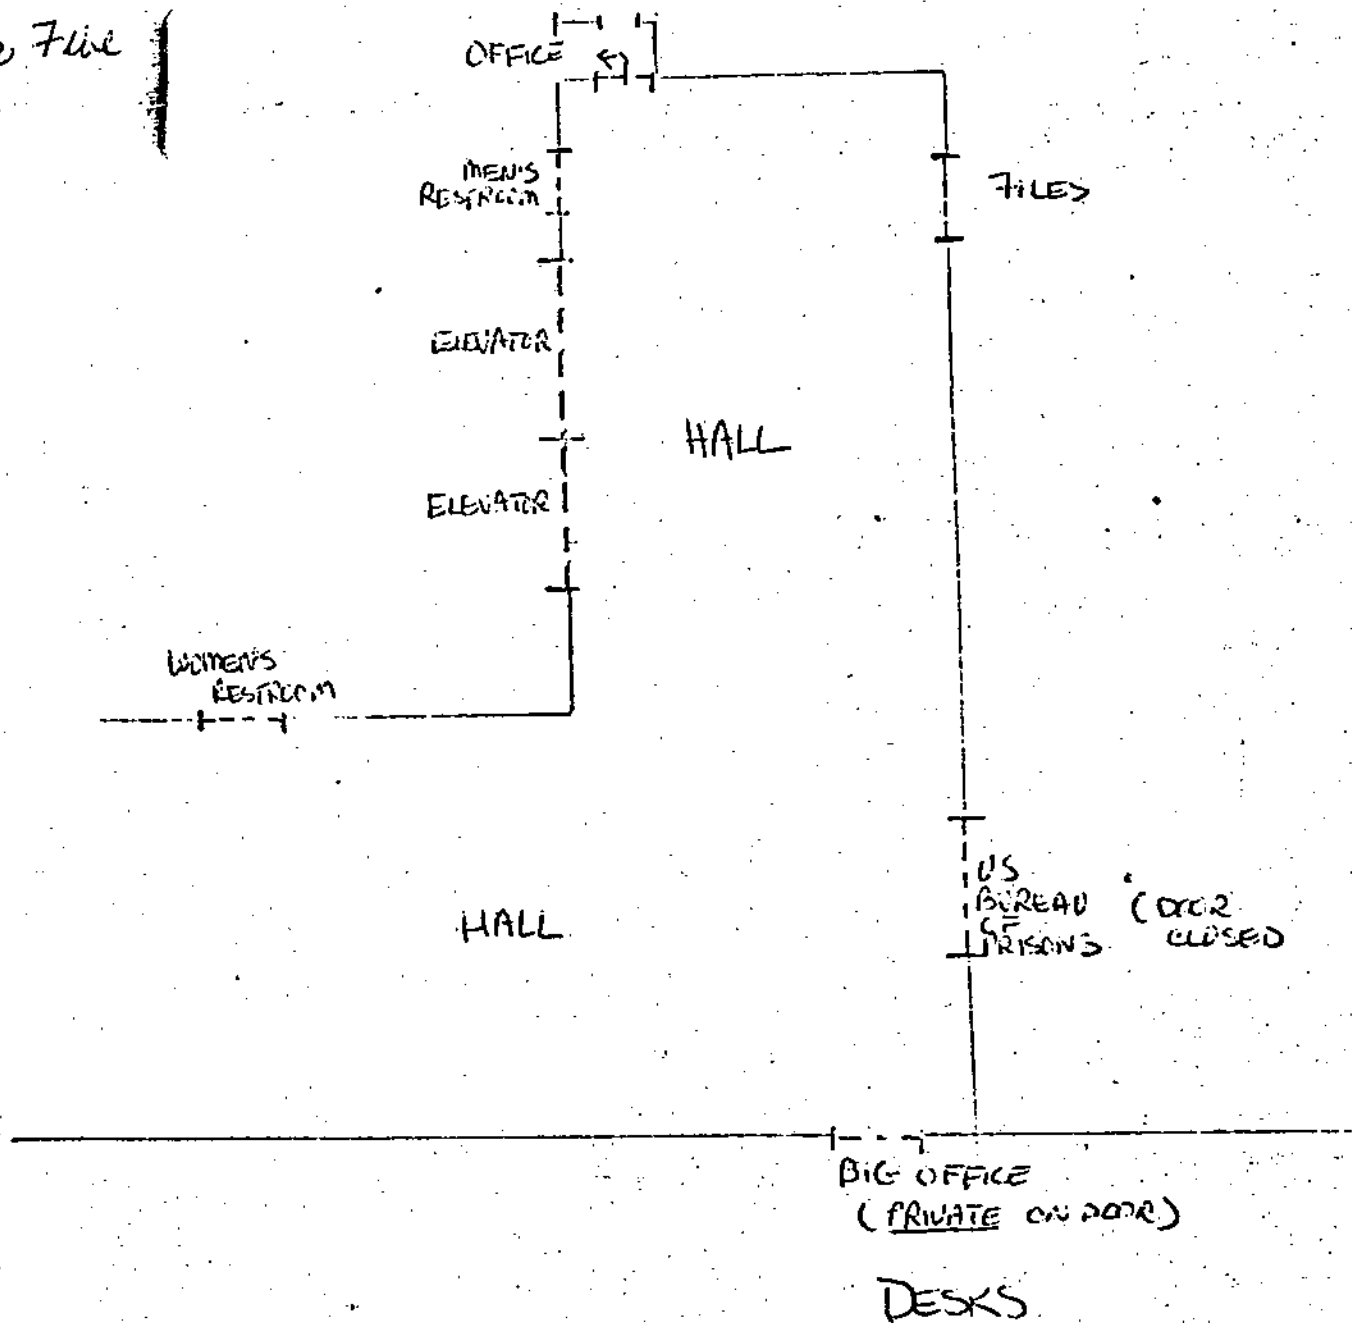 OFFICE
MEN'S
RESTROOM
FILES
ELEVATOR
HALL
ELEVATOR
WOMEN'S
RESTROOM
US
BUREAU
OF
PRISONS
(DOOR
CLOSED
HALL
BIG OFFICE
(PRIVATE ON DOOR)
DESKS